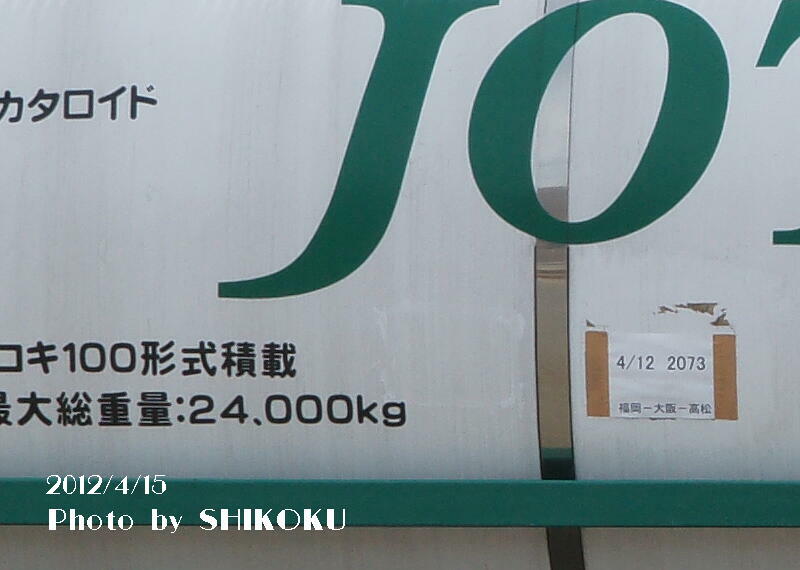 カタロイド
JO
コキ100形式積載
最大総重量:24,000kg
4/12 2073
福岡－大阪－高松
2012/4/15
Photo by SHIKOKU